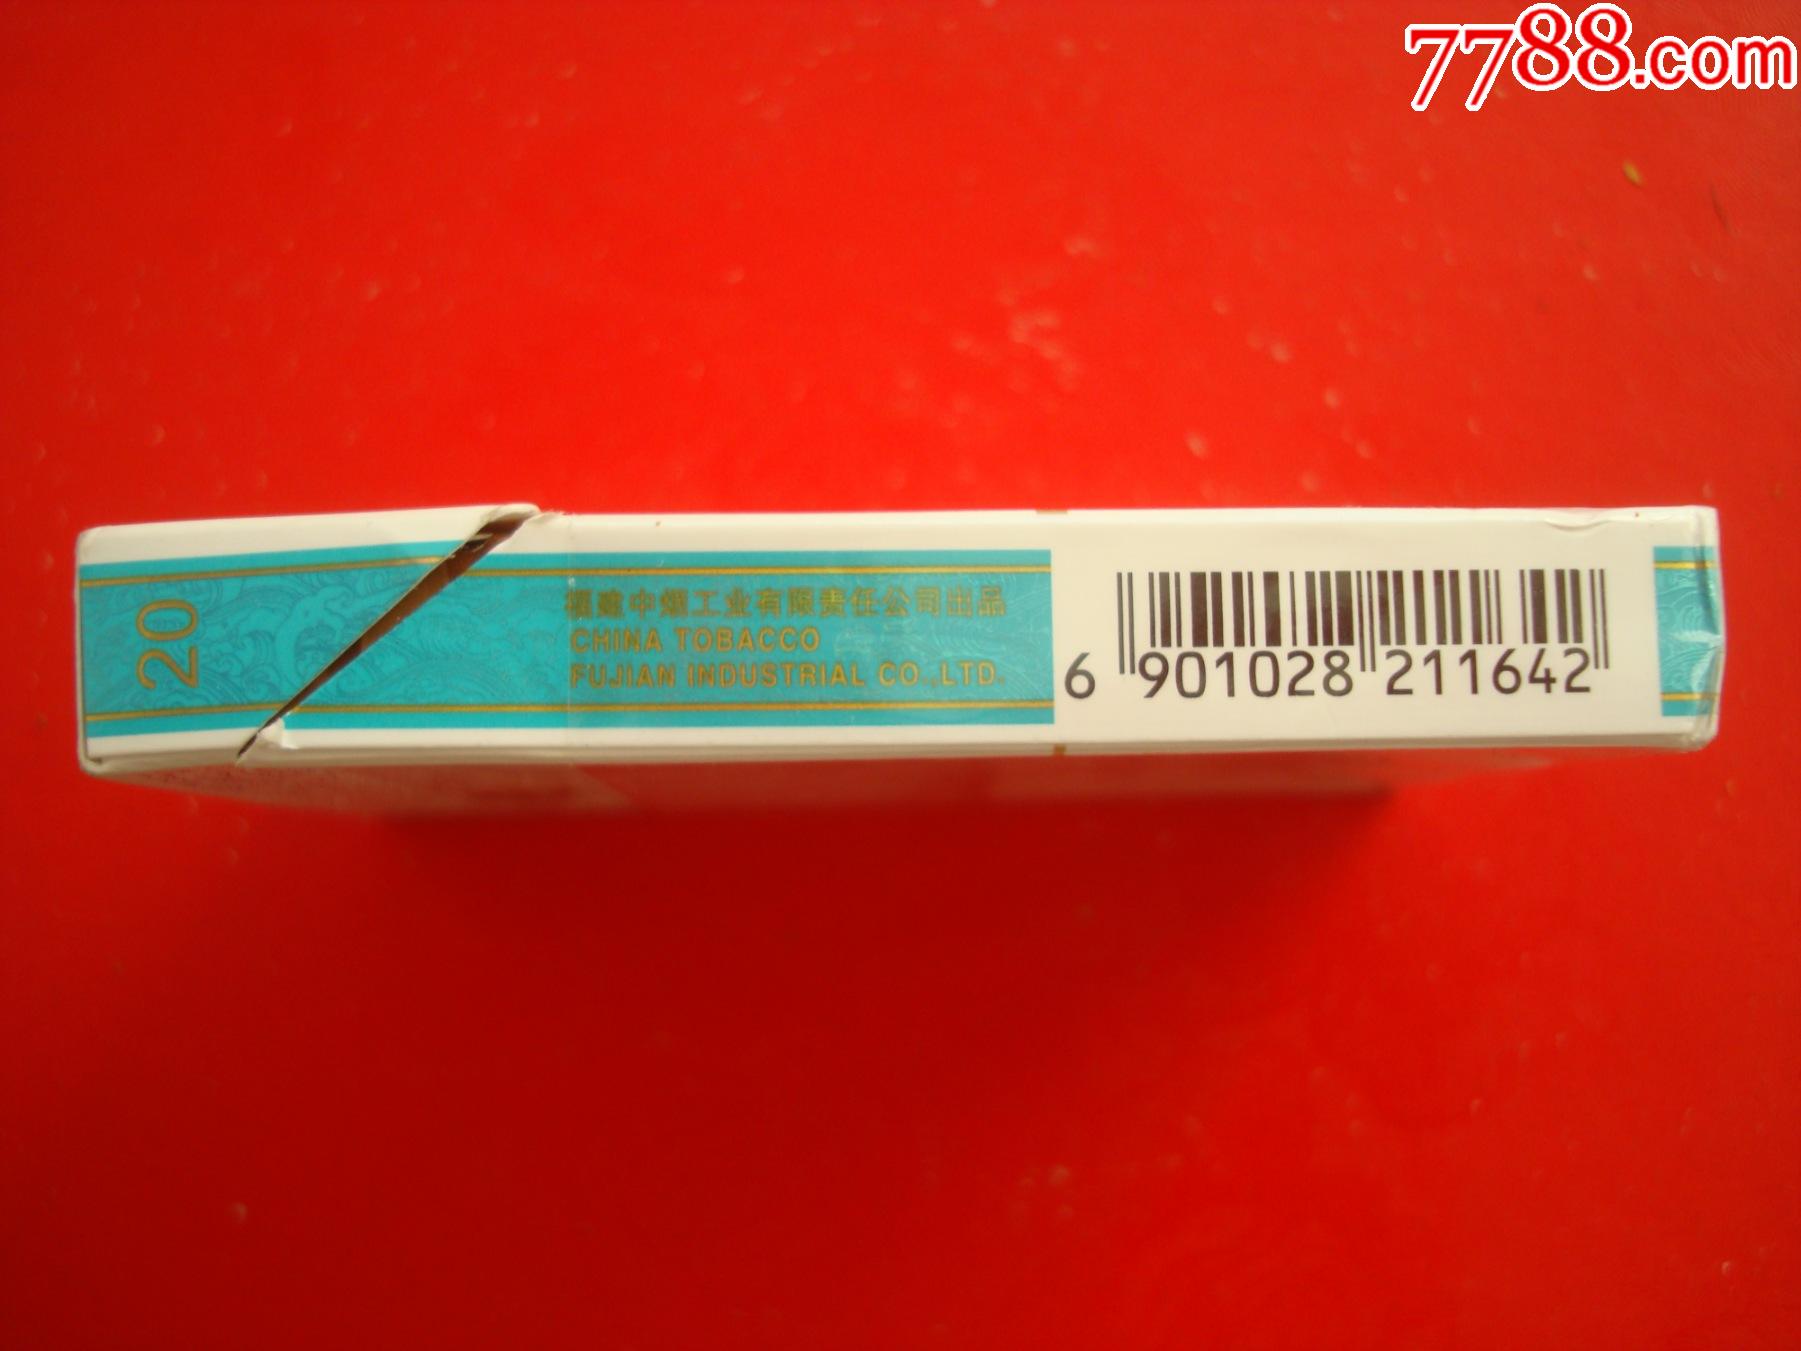 7788.com
20
福建中烟工业有限责任公司出品
CHINA TOBACCO
FUJIAN INDUSTRIAL CO.,LTD.
6 901028 211642